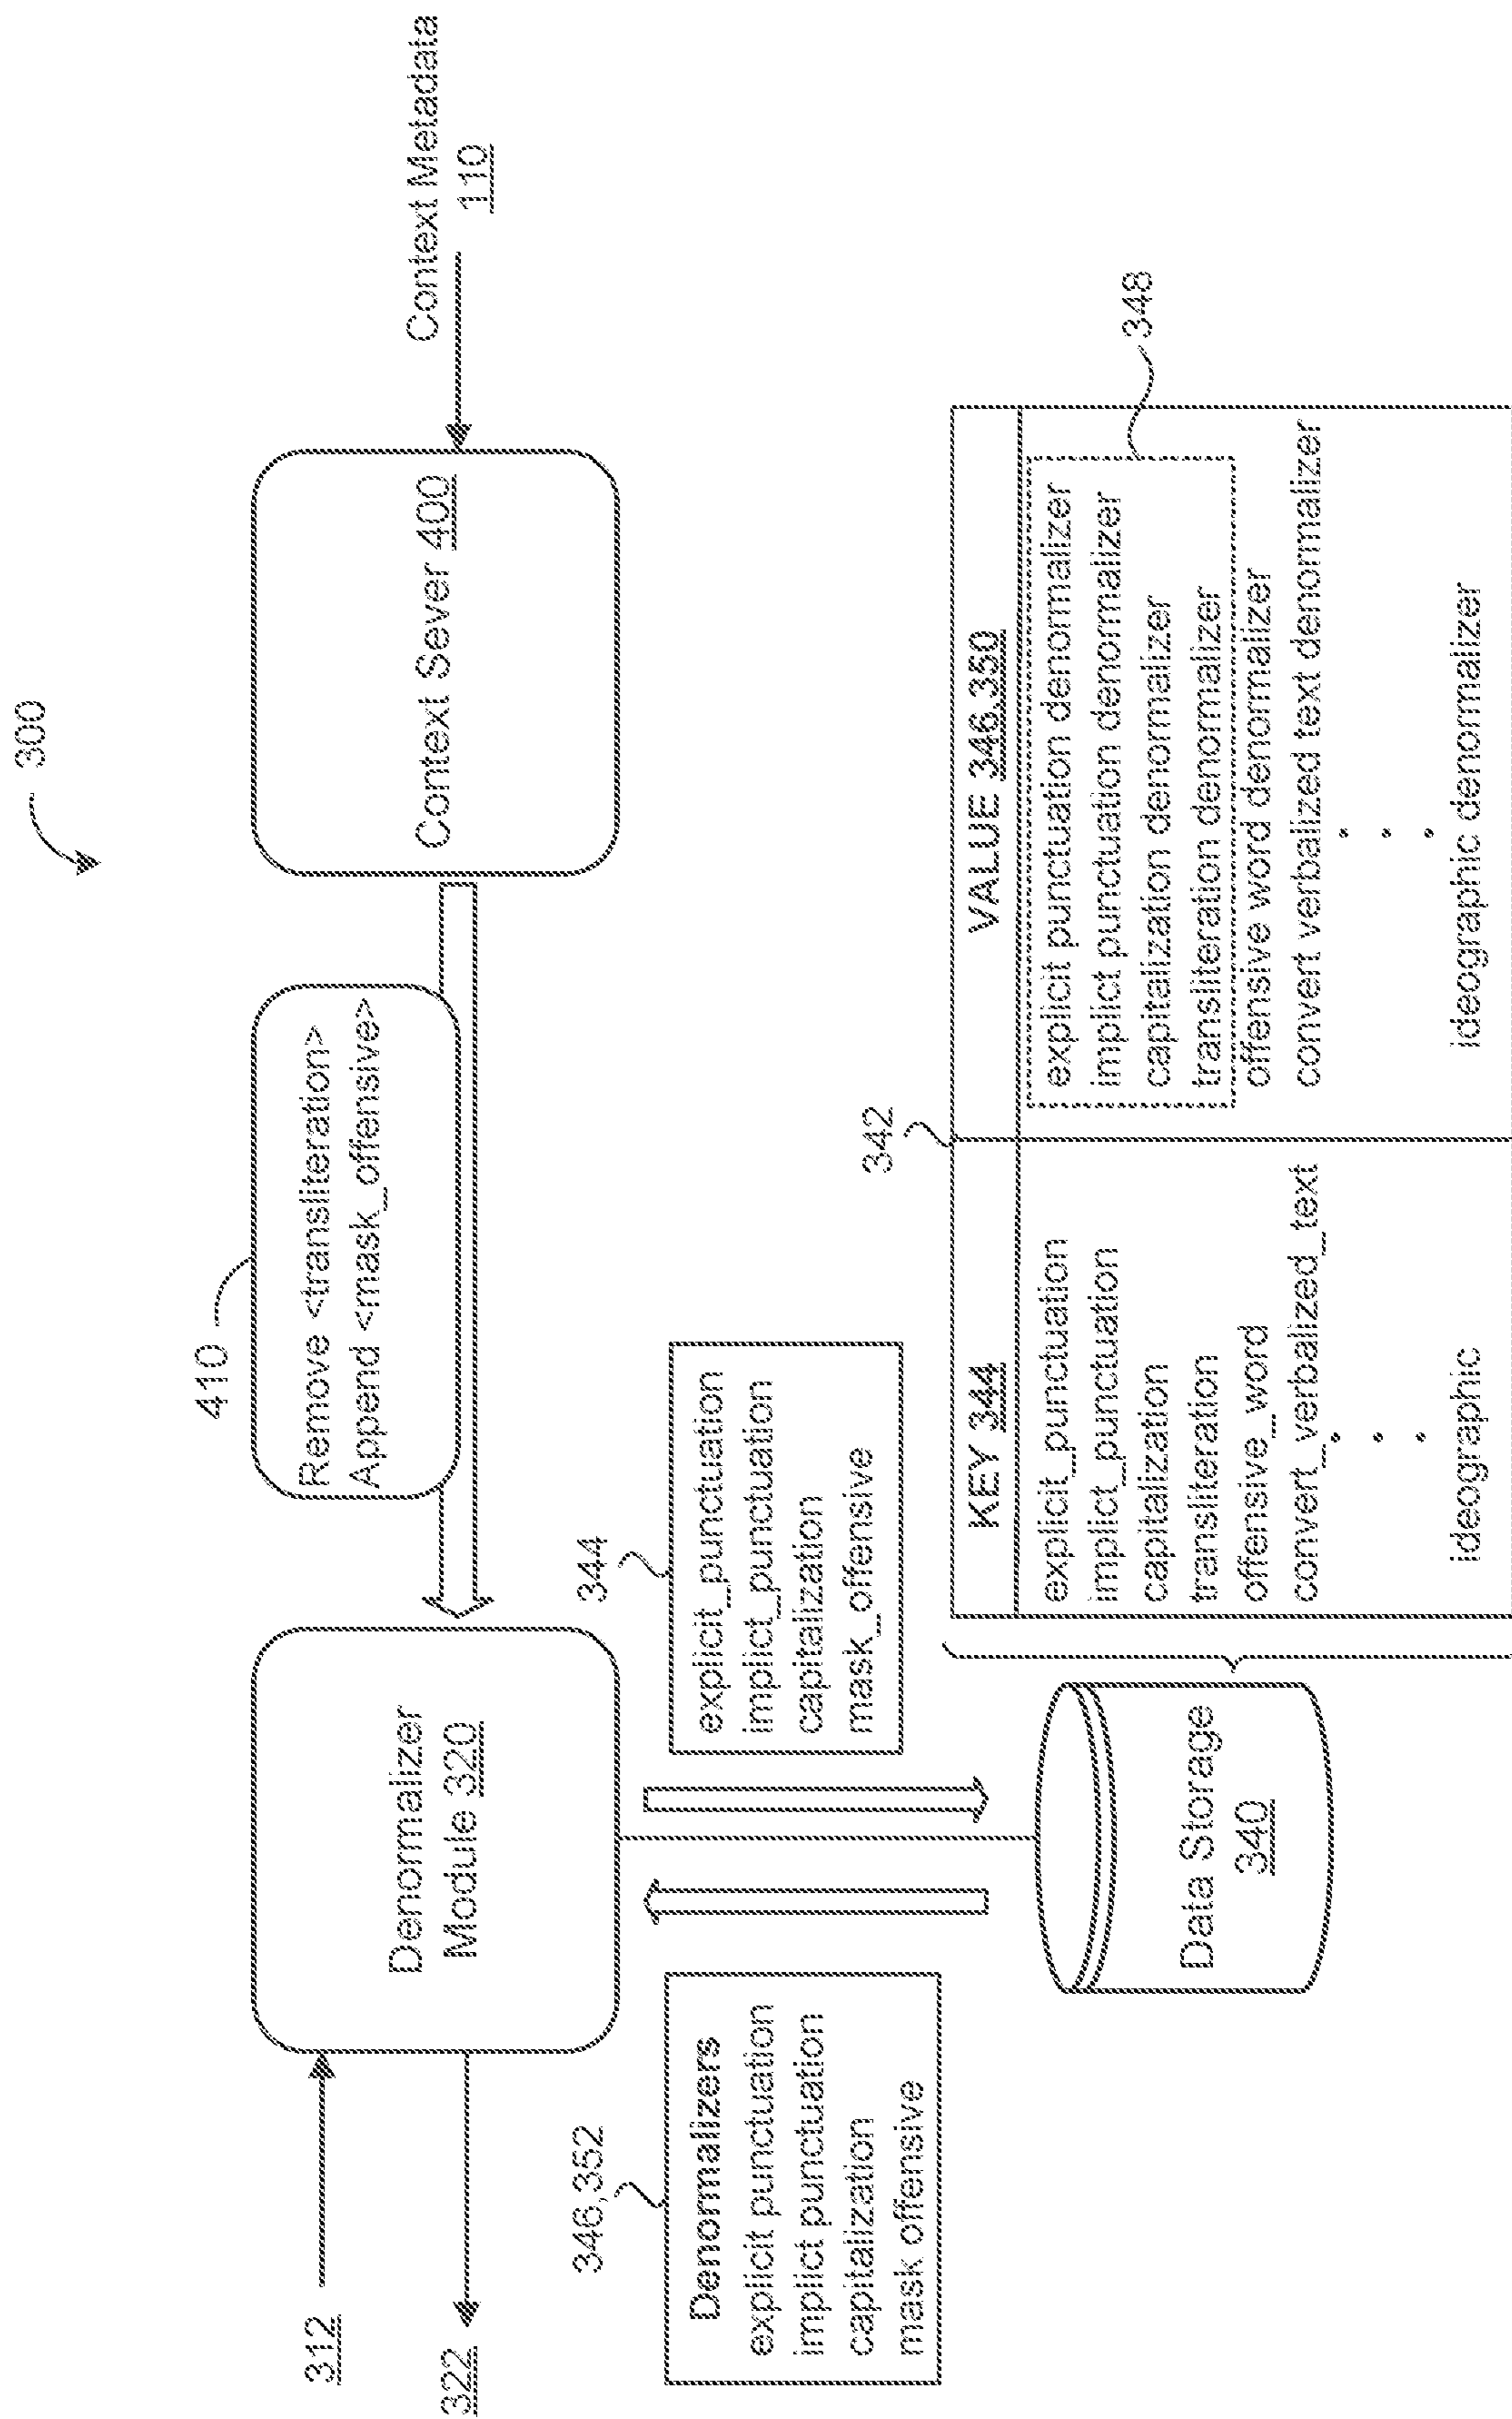 300
312
322
Denormalizer
Module 320
410
Remove <transliteration>
Append <mask_offensive>
Context Sever 400
Context Metadata
110
346,352
Denormalizers
explicit punctuation
implict punctuation
capitalization
mask offensive
344
explicit_punctuation
implict_punctuation
capitalization
mask_offensive
Data Storage
340
342
KEY 344
explicit_punctuation
implict_punctuation
capitalization
transliteration
offensive_word
convert_verbalized_text
ideographic
VALUE 346,350
explicit punctuation denormalizer
implict punctuation denormalizer
capitalization denormalizer
transliteration denormalizer
offensive word denormalizer
convert verbalized text denormalizer
ideographic denormalizer
348